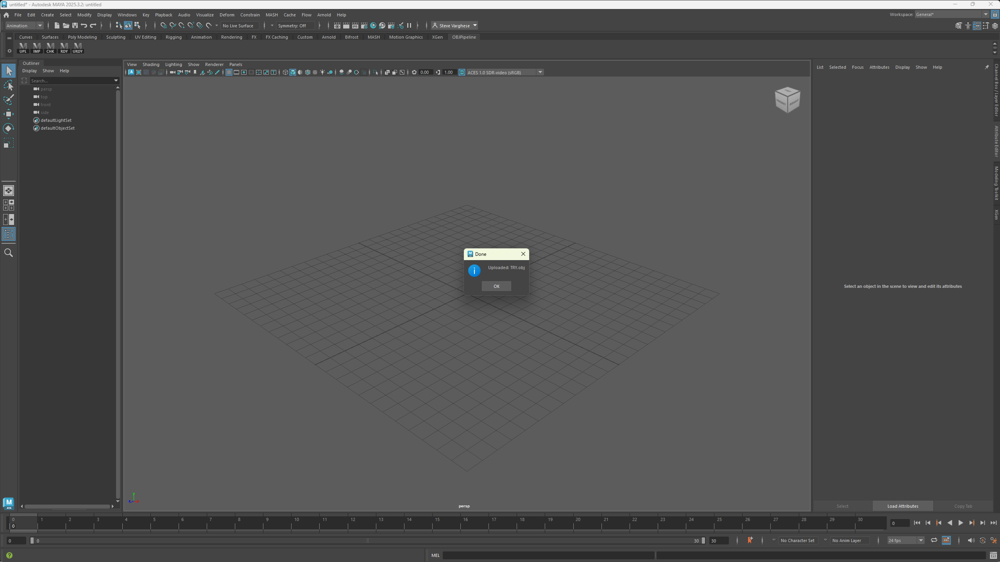 untitled* - Autodesk MAYA 2025.3.2: untitled
File Edit Create Select Modify Display Windows Key Playback Audio Visualize Deform Constrain MASH Cache Flow Arnold Help
Workspace: General*
Animation
No Live Surface
Symmetry: Off
IPR
Steve Varghese
Curves Surfaces Poly Modeling Sculpting UV Editing Rigging Animation Rendering FX FX Caching Custom Arnold Bifrost MASH Motion Graphics XGen OBJPipeline
UPL IMP CHK RDY URDY
Outliner
Display Show Help
Search...
persp
top
front
side
defaultLightSet
defaultObjectSet
View Shading Lighting Show Renderer Panels
0.00 1.00 ON ACES 1.0 SDR-video (sRGB)
FRONT RIGHT
Done
Uploaded: TRY.obj
OK
y
z x
persp
List Selected Focus Attributes Display Show Help
Select an object in the scene to view and edit its attributes
Select Load Attributes Copy Tab
Channel Box / Layer Editor
Attribute Editor
Modeling Toolkit
XGen
M
AYA
0 1 2 3 4 5 6 7 8 9 10 11 12 13 14 15 16 17 18 19 20 21 22 23 24 25 26 27 28 29 30
0
0
0 0 30 30
No Character Set
No Anim Layer
24 fps
MEL